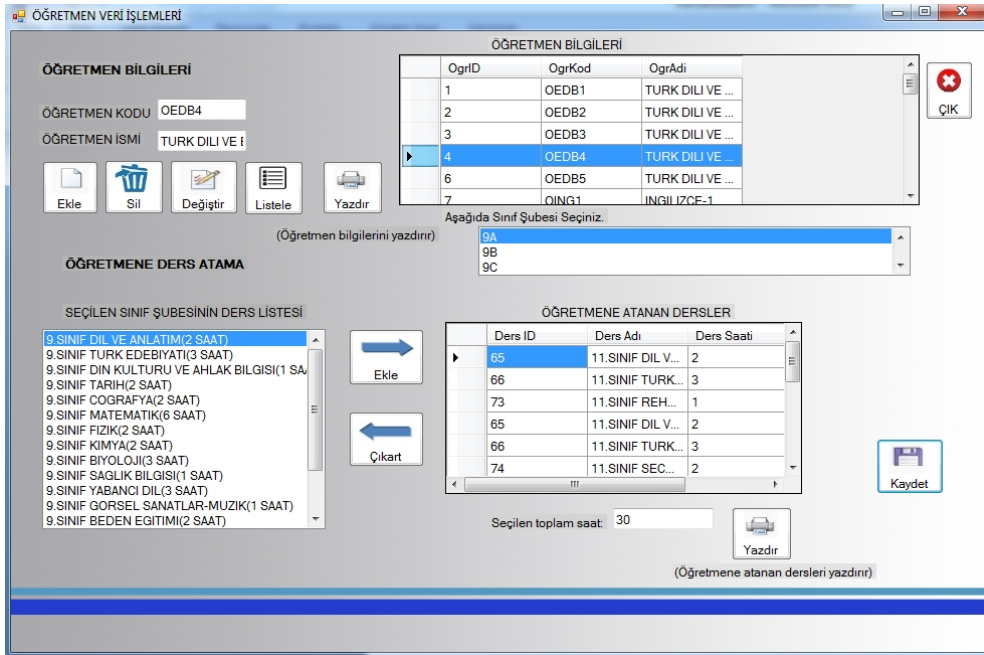 ÖĞRETMEN VERİ İŞLEMLERİ
ÖĞRETMEN BİLGİLERİ
ÖĞRETMEN KODU OEDB4
ÖĞRETMEN İSMİ TURK DILI VE E
Ekle Sil Değiştir Listele Yazdır
(Öğretmen bilgilerini yazdırır)
ÖĞRETMEN BİLGİLERİ
OgrID OgrKod OgrAdi
1 OEDB1 TURK DILI VE ...
2 OEDB2 TURK DILI VE ...
3 OEDB3 TURK DILI VE ...
4 OEDB4 TURK DILI VE ...
6 OEDB5 TURK DILI VE ...
7 OING1 INGILIZCE-1
ÇIK
Aşağıda Sınıf Şubesi Seçiniz.
9A
9B
9C
ÖĞRETMENE DERS ATAMA
SEÇİLEN SINIF ŞUBESİNİN DERS LİSTESİ
9.SINIF DIL VE ANLATIM(2 SAAT)
9.SINIF TURK EDEBIYATI(3 SAAT)
9.SINIF DIN KULTURU VE AHLAK BILGISI(1 SA
9.SINIF TARIH(2 SAAT)
9.SINIF COGRAFYA(2 SAAT)
9.SINIF MATEMATIK(6 SAAT)
9.SINIF FIZIK(2 SAAT)
9.SINIF KIMYA(2 SAAT)
9.SINIF BIYOLOJI(3 SAAT)
9.SINIF SAGLIK BILGISI(1 SAAT)
9.SINIF YABANCI DIL(3 SAAT)
9.SINIF GORSEL SANATLAR-MUZIK(1 SAAT)
9.SINIF BEDEN EGITIMI(2 SAAT)
Ekle
Çıkart
ÖĞRETMENE ATANAN DERSLER
Ders ID Ders Adı Ders Saati
65 11.SINIF DIL V... 2
66 11.SINIF TURK... 3
73 11.SINIF REH... 1
65 11.SINIF DIL V... 2
66 11.SINIF TURK... 3
74 11.SINIF SEC... 2
Kaydet
Seçilen toplam saat: 30
Yazdır
(Öğretmene atanan dersleri yazdırır)